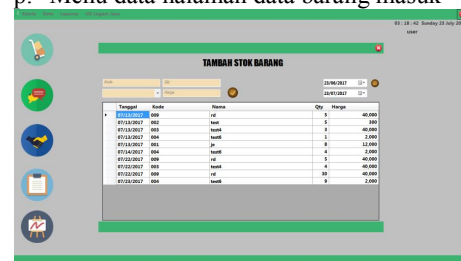 p. Menu data halaman data barang masuk
03 : 18 : 42 Sunday 23 July 20
user
TAMBAH STOK BARANG
23/06/2017
Harga 23/07/2017
Tanggal Kode Nama Qty Harga
07/13/2017 009 rd 5 40,000
07/13/2017 002 test 5 300
07/13/2017 003 test4 3 40,000
07/13/2017 004 test6 1 2,000
07/13/2017 001 je 8 12,000
07/14/2017 004 test6 4 2,000
07/22/2017 009 rd 5 40,000
07/22/2017 003 test4 4 40,000
07/22/2017 009 rd 30 40,000
07/22/2017 004 test6 9 2,000